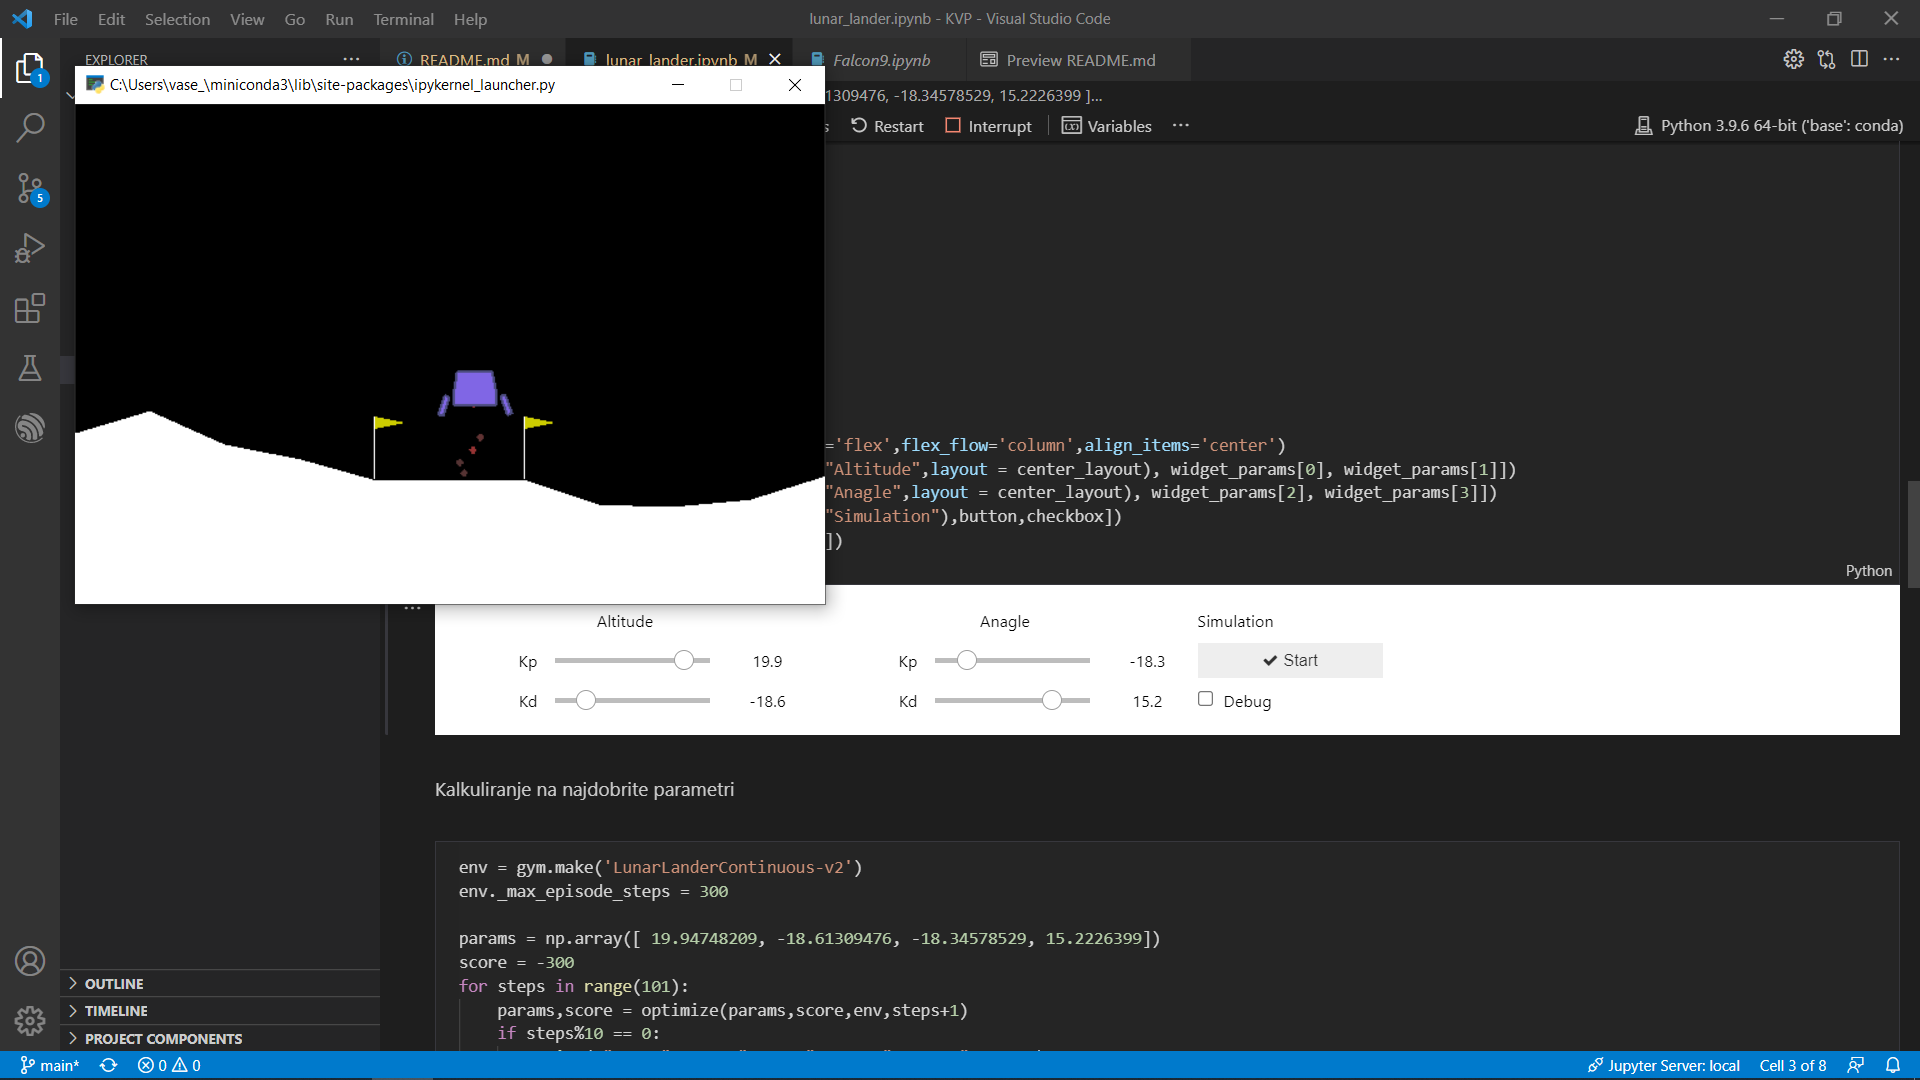 File Edit Selection View Go Run Terminal Help
lunar_lander.ipynb - KVP - Visual Studio Code
EXPLORER
README.md M
lunar_lander.ipynb M
Falcon9.ipynb
Preview README.md
C:\Users\vase_\miniconda3\lib\site-packages\ipykernel_launcher.py
1309476, -18.34578529, 15.2226399 ]...
s Restart Interrupt Variables
Python 3.9.6 64-bit ('base': conda)
1
5
='flex',flex_flow='column',align_items='center')
"Altitude",layout = center_layout), widget_params[0], widget_params[1]])
"Anagle",layout = center_layout), widget_params[2], widget_params[3]])
"Simulation"),button,checkbox])
])
Python
Altitude Anagle Simulation
Kp 19.9 Kp -18.3 Start
Kd -18.6 Kd 15.2 Debug
Kalkuliranje na najdobrite parametri
env = gym.make('LunarLanderContinuous-v2')
env._max_episode_steps = 300
params = np.array([ 19.94748209, -18.61309476, -18.34578529, 15.2226399])
score = -300
for steps in range(101):
params,score = optimize(params,score,env,steps+1)
if steps%10 == 0:
OUTLINE
TIMELINE
PROJECT COMPONENTS
main* 0 0
Jupyter Server: local Cell 3 of 8